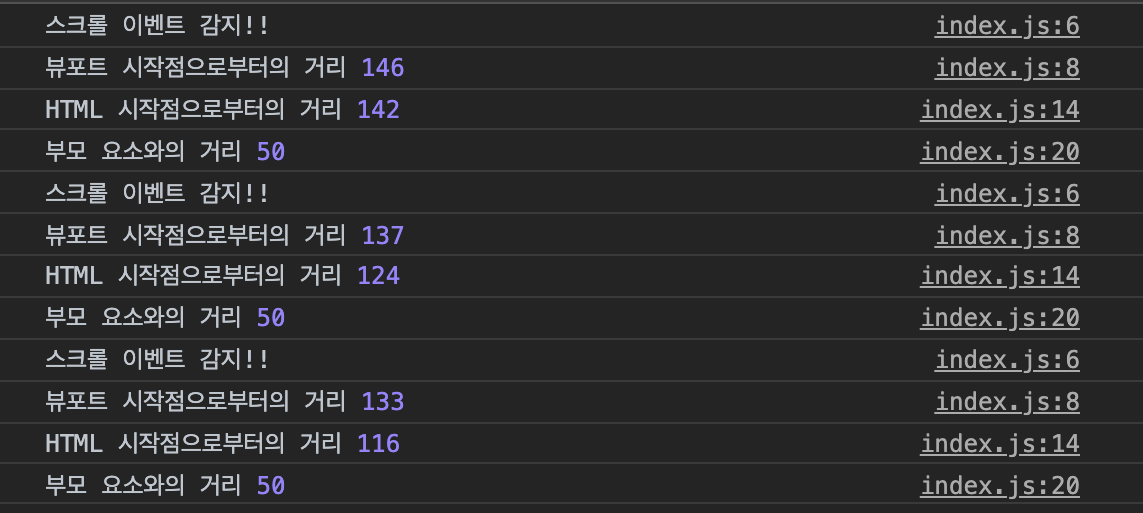 스크롤 이벤트 감지!! index.js:6
뷰포트 시작점으로부터의 거리 146 index.js:8
HTML 시작점으로부터의 거리 142 index.js:14
부모 요소와의 거리 50 index.js:20
스크롤 이벤트 감지!! index.js:6
뷰포트 시작점으로부터의 거리 137 index.js:8
HTML 시작점으로부터의 거리 124 index.js:14
부모 요소와의 거리 50 index.js:20
스크롤 이벤트 감지!! index.js:6
뷰포트 시작점으로부터의 거리 133 index.js:8
HTML 시작점으로부터의 거리 116 index.js:14
부모 요소와의 거리 50 index.js:20